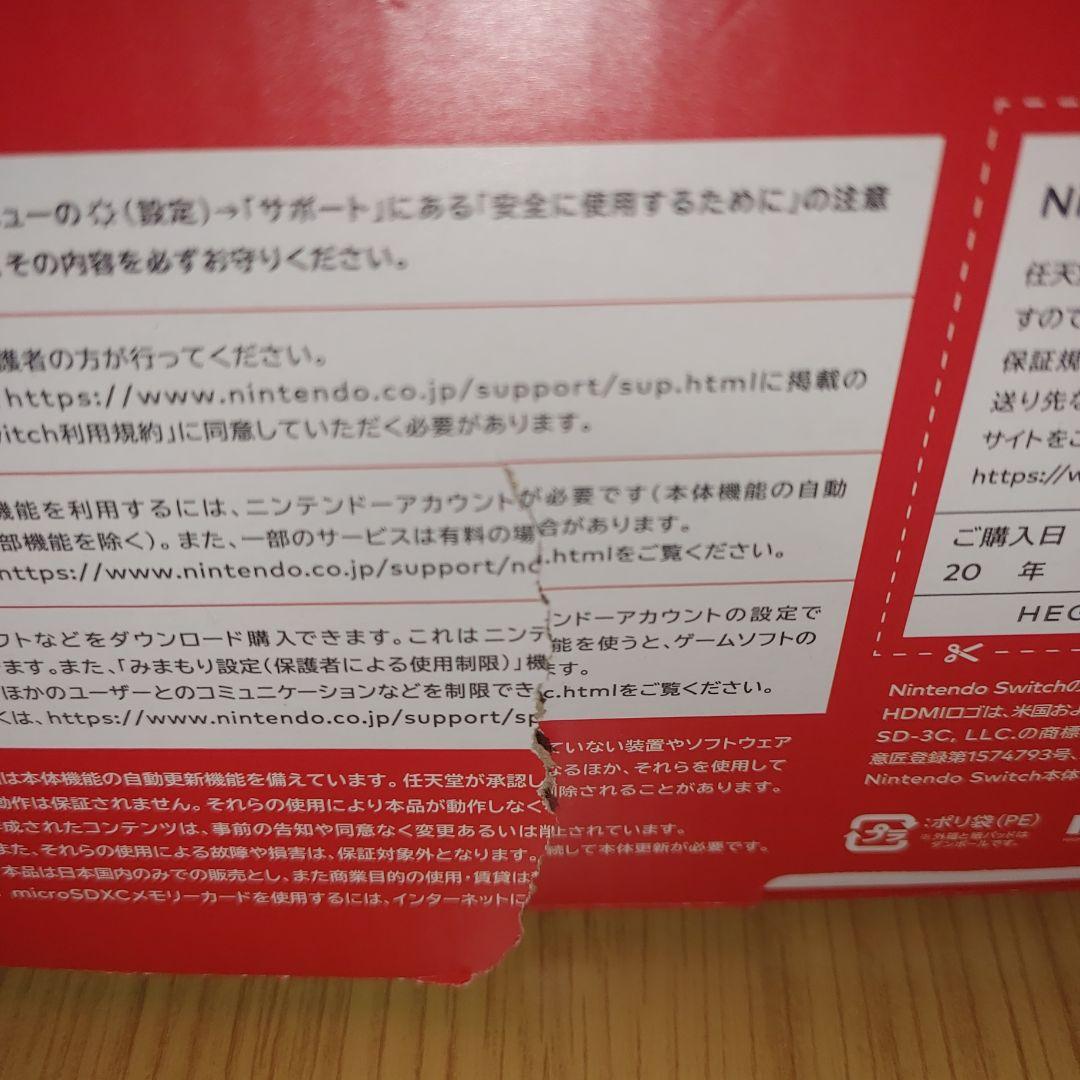 ューの(設定)→「サポート」にある「安全に使用するために」の注意
その内容を必ずお守りください。
護者の方が行ってください。
https://www.nintendo.co.jp/support/sup.htmlに掲載の
witch利用規約」に同意していただく必要があります。
機能を利用するには、ニンテンドーアカウントが必要です(本体機能の自動
部機能を除く)。また、一部のサービスは有料の場合があります。
https://www.nintendo.co.jp/support/nc.htmlをご覧ください。
フトなどをダウンロード購入できます。これはニンテンドーアカウントの設定で
ます。また、「みまもり設定(保護者による使用制限)」機能を使うと、ゲームソフトの
ほかのユーザーとのコミュニケーションなどを制限できます。
くは、https://www.nintendo.co.jp/support/spc.htmlをご覧ください。
は本体機能の自動更新機能を備えています。任天堂が承認していない装置やソフトウェア
動作は保証されません。それらの使用により本品が動作しなくなるほか、それらを使用して
作成されたコンテンツは、事前の告知や同意なく変更あるいは削除されることがあります。
また、それらの使用による故障や損害は、保証対象外となります。
本品は日本国内のみでの販売とし、また商業目的の使用・賃貸は禁止されています。
microSDXCメモリーカードを使用するには、インターネットに接続して本体更新が必要です。
任天
すので
保証規
送り先
サイトをご
https://w
ご購入日
20 年
HEG
Nintendo Switchの
HDMIロゴは、米国およ
SD-3C, LLC.の商標
意匠登録第1574793号、
Nintendo Switch本体
プラ
:ポリ袋(PE)
※外箱と紙パッドは
ダンボールです。